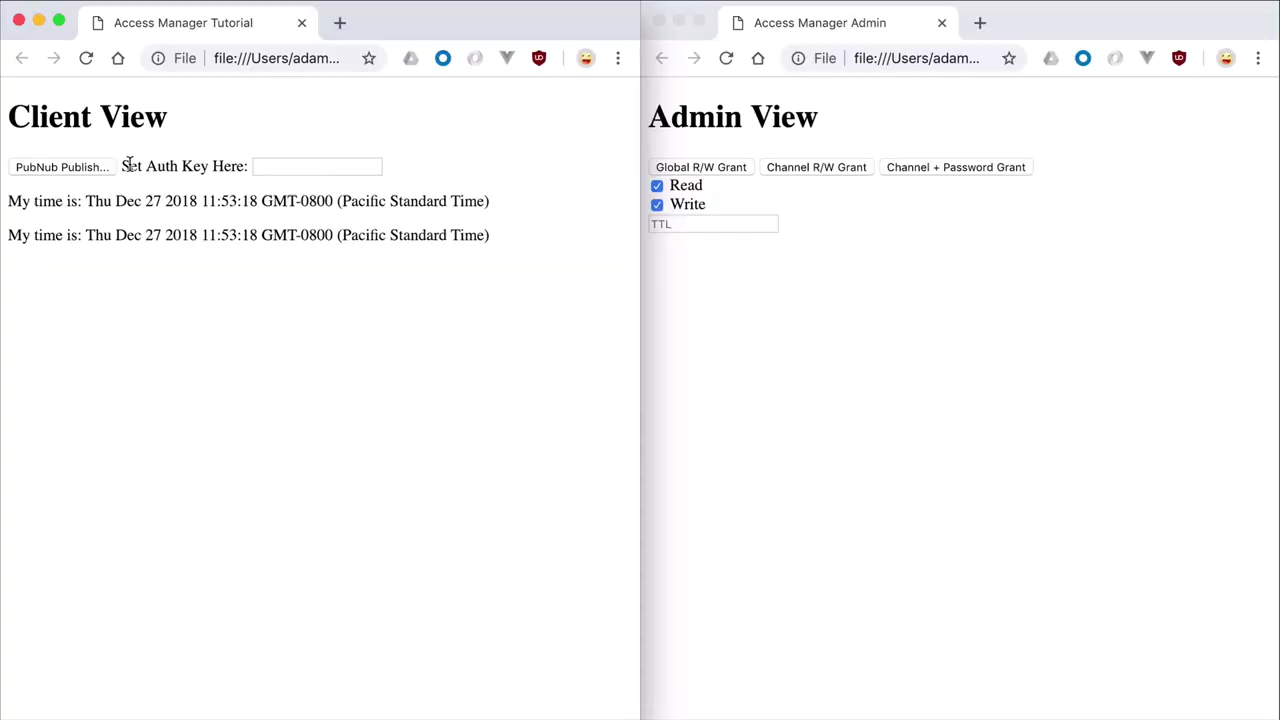 Access Manager Tutorial
File file:///Users/adam...
Client View
PubNub Publish... Set Auth Key Here:
My time is: Thu Dec 27 2018 11:53:18 GMT-0800 (Pacific Standard Time)
My time is: Thu Dec 27 2018 11:53:18 GMT-0800 (Pacific Standard Time)
Access Manager Admin
File file:///Users/adam...
Admin View
Global R/W Grant Channel R/W Grant Channel + Password Grant
Read
Write
TTL